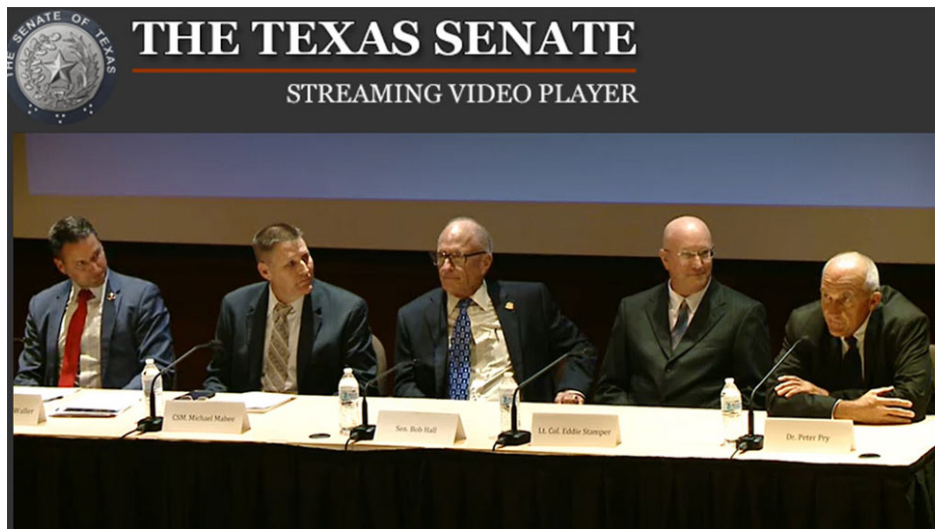 THE SENATE OF TEXAS
THE TEXAS SENATE
STREAMING VIDEO PLAYER
Waller
CSM. Michael Mabee
Sen. Bob Hall
Lt. Col. Eddie Stamper
Dr. Peter Pry